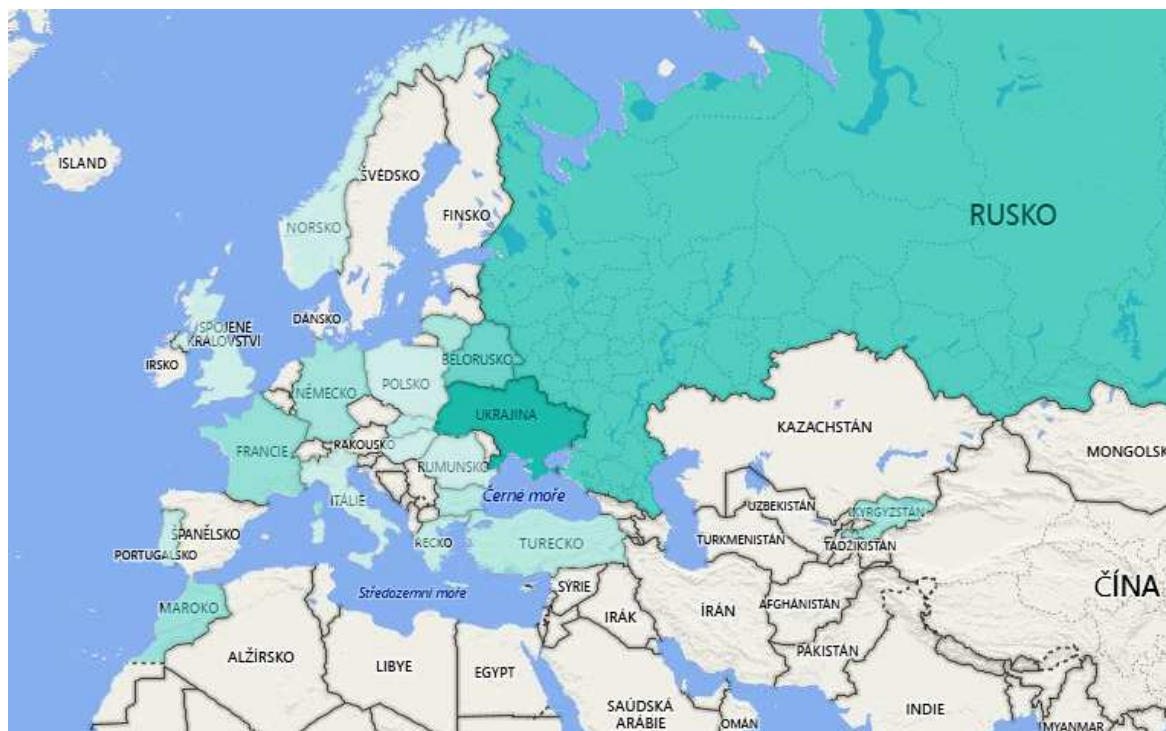 ISLAND
ŠVÉDSKO
NORSKO
FINSKO
RUSKO
DÁNSKO
SPOJENÉ
KRÁLOVSTVÍ
IRSKO
BĚLORUSKO
POLSKO
NĚMECKO
UKRAJINA
KAZACHSTÁN
FRANCIE
RAKOUSKO
MONGOLSK
RUMUNSKO
ITÁLIE
Černé moře
UZBEKISTÁN
KYRGYZSTÁN
ŠPANĚLSKO
PORTUGALSKO
ŘECKO
TURECKO
TURKMENISTÁN
TÁDŽIKISTÁN
Středozemní moře
SÝRIE
ČÍNA
MAROKO
IRÁK
ÍRÁN
AFGHÁNISTÁN
PÁKISTÁN
ALŽÍRSKO
LIBYE
EGYPT
SAÚDSKÁ
ARÁBIE
OMÁN
INDIE
MYANMAR